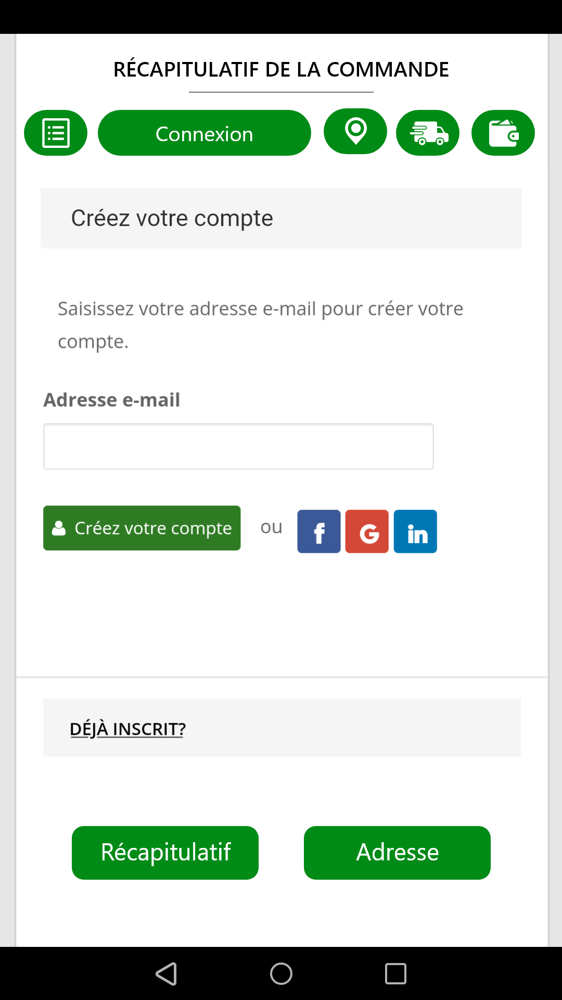 RÉCAPITULATIF DE LA COMMANDE
Connexion
Créez votre compte
Saisissez votre adresse e-mail pour créer votre
compte.
Adresse e-mail
Créez votre compte ou f G in
DÉJÀ INSCRIT?
Récapitulatif Adresse